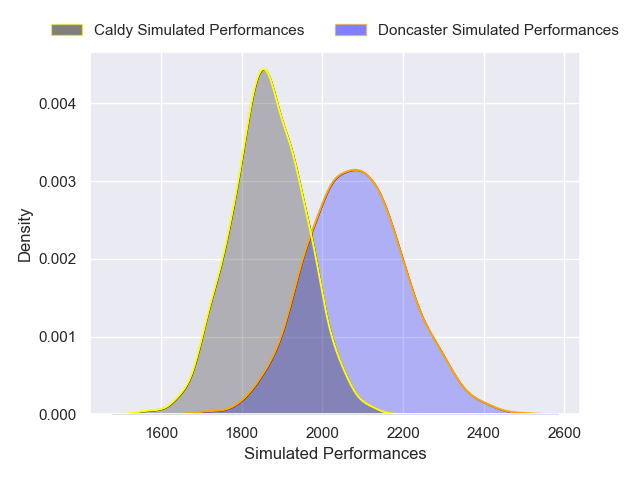 Caldy Simulated Performances Doncaster Simulated Performances
0.004
0.003
0.002
0.001
0.000
Density
1600 1800 2000 2200 2400 2600
Simulated Performances